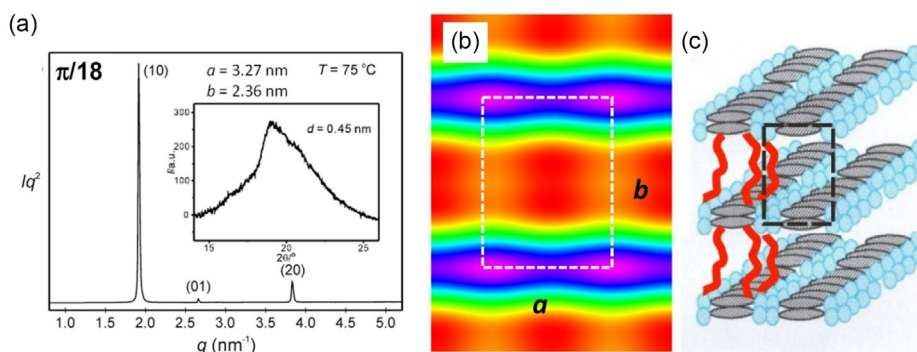 (a)
π/18
(10)
a = 3.27 nm
b = 2.36 nm
T = 75 °C
Iq²
I/a.u.
300
200
100
0
d = 0.45 nm
15
20
25
2θ/°
(01)
(20)
1.0
1.5
2.0
2.5
3.0
3.5
4.0
4.5
5.0
q (nm⁻¹)
(b)
b
a
(c)